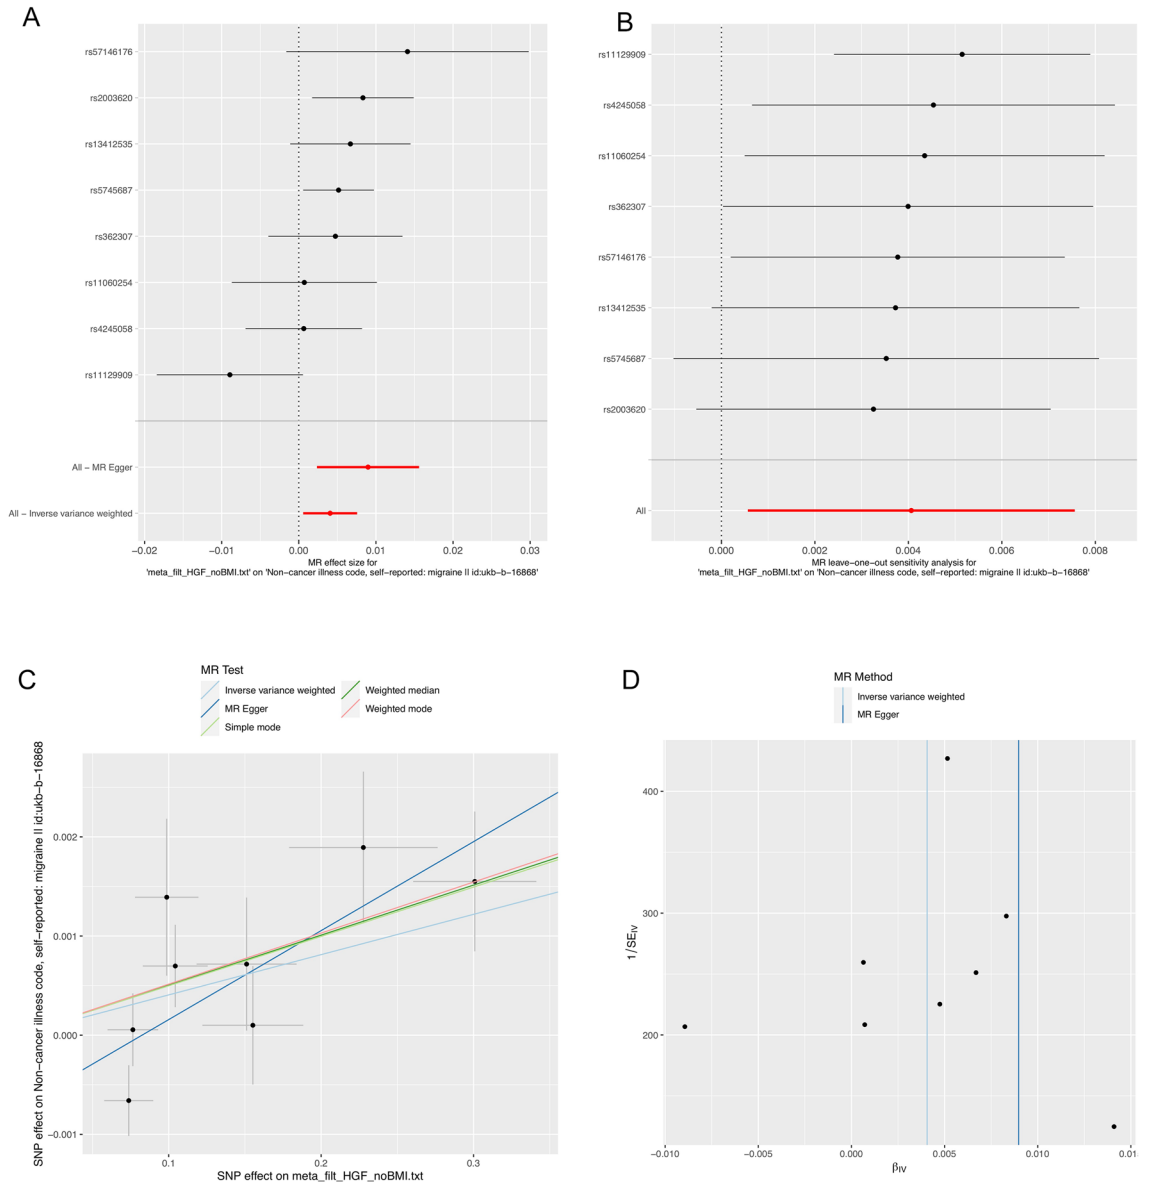 A
rs57146176
rs2003620
rs13412535
rs5745687
rs362307
rs11060254
rs4245058
rs11129909
All − MR Egger
All − Inverse variance weighted
−0.02 −0.01 0.00 0.01 0.02 0.03
MR effect size for
'meta_filt_HGF_noBMI.txt' on 'Non−cancer illness code, self−reported: migraine || id:ukb−b−16868'
B
rs11129909
rs4245058
rs11060254
rs362307
rs57146176
rs13412535
rs5745687
rs2003620
All
0.000 0.002 0.004 0.006 0.008
MR leave−one−out sensitivity analysis for
'meta_filt_HGF_noBMI.txt' on 'Non−cancer illness code, self−reported: migraine || id:ukb−b−16868'
C
MR Test
Inverse variance weighted Weighted median
MR Egger Weighted mode
Simple mode
SNP effect on Non−cancer illness code, self−reported: migraine || id:ukb−b−16868
0.002
0.001
0.000
−0.001
0.1 0.2 0.3
SNP effect on meta_filt_HGF_noBMI.txt
D
MR Method
Inverse variance weighted
MR Egger
1/SEIV
400
300
200
−0.010 −0.005 0.000 0.005 0.010 0.01
βIV